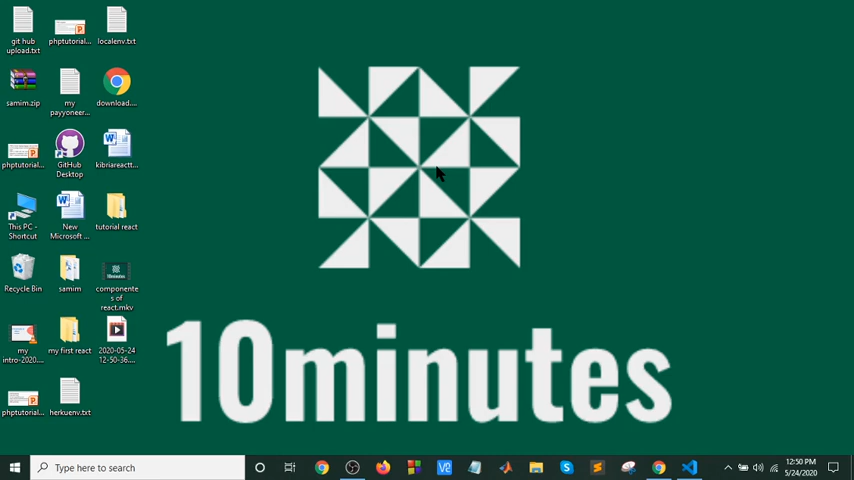 git hub
upload.txt
phptutorial...
localenv.txt
samim.zip
my
payyoneer...
download....
phptutorial...
GitHub
Desktop
kibriareactt...
This PC -
Shortcut
New
Microsoft ...
tutorial react
Recycle Bin
samim
10minutes
componente
s of
react.mkv
my
intro-2020...
my first react
2020-05-24
12-50-36....
phptutorial...
herkuenv.txt
10minutes
Type here to search
12:50 PM
5/24/2020